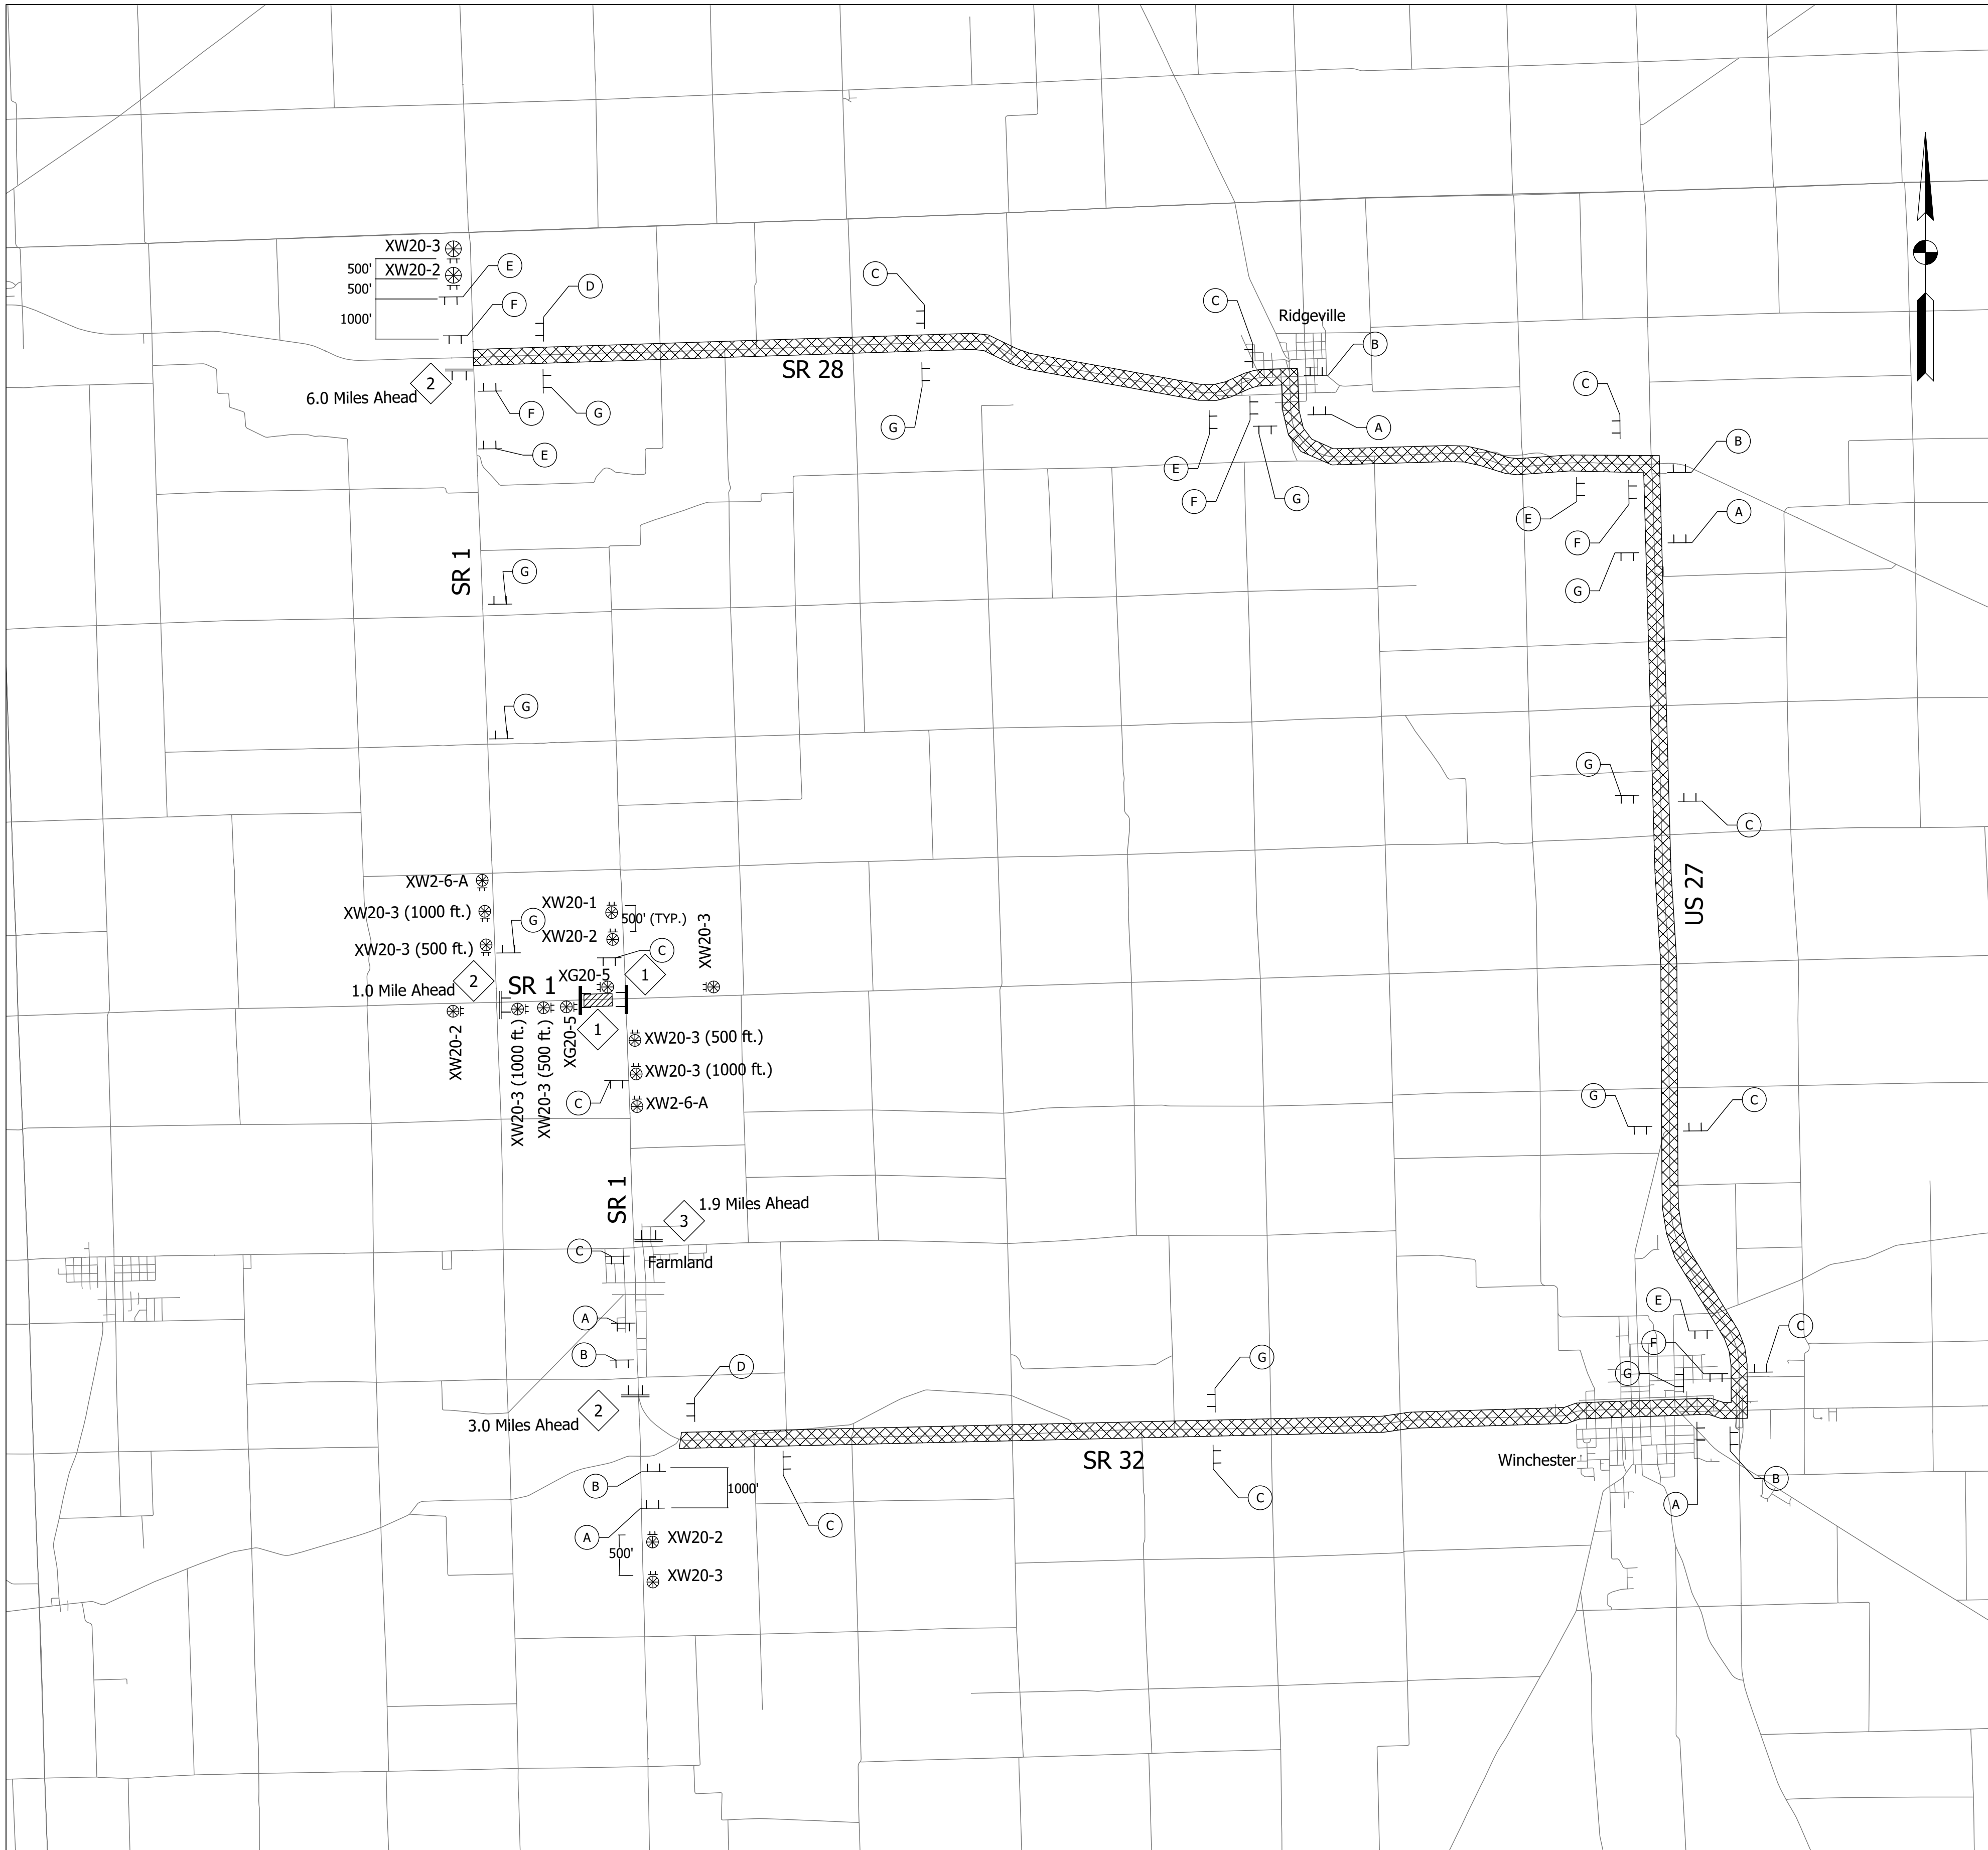 XW20-3
500'
XW20-2
500'
1000'
E
F
D
C
C
Ridgeville
B
2
6.0 Miles Ahead
SR 28
F
G
E
G
A
C
B
E
F
G
E
F
A
G
SR 1
G
G
G
C
US 27
XW2-6-A
XW20-3 (1000 ft.)
XW20-3 (500 ft.)
G
XW20-1
500' (TYP.)
XW20-2
C
XW20-3
2
1.0 Mile Ahead
SR 1
XG20-5
1
XW20-2
XW20-3 (1000 ft.)
XW20-3 (500 ft.)
XG20-5
1
XW20-3 (500 ft.)
XW20-3 (1000 ft.)
C
XW2-6-A
G
C
SR 1
3
1.9 Miles Ahead
C
Farmland
A
B
D
G
E
F
C
G
2
3.0 Miles Ahead
SR 32
Winchester
B
1000'
C
C
A
B
A
500'
XW20-2
XW20-3